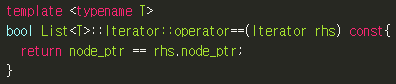 template <typename T>
bool List<T>::Iterator::operator==(Iterator rhs) const{
  return node_ptr == rhs.node_ptr;
}